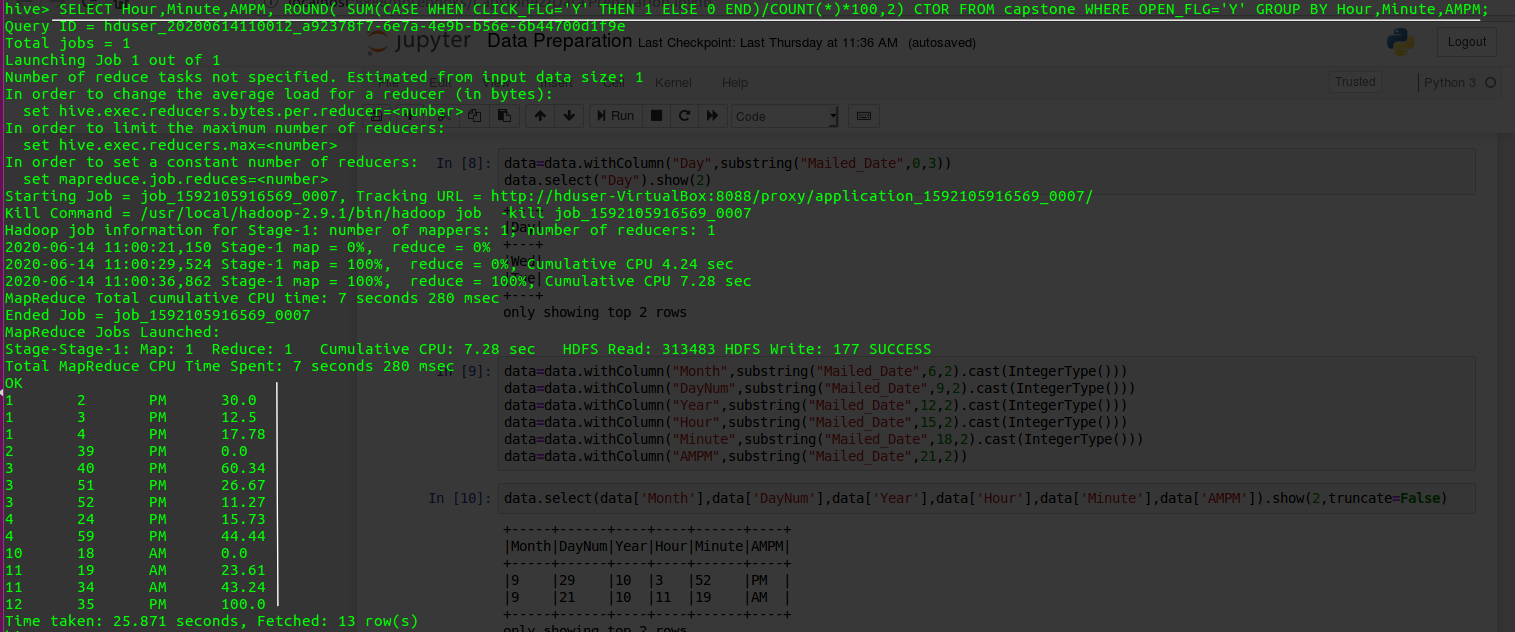 hive> SELECT Hour,Minute,AMPM, ROUND( SUM(CASE WHEN CLICK_FLG='Y' THEN 1 ELSE 0 END)/COUNT(*)*100,2) CTOR FROM capstone WHERE OPEN_FLG='Y' GROUP BY Hour,Minute,AMPM;
Query ID = hduser_20200614110012_a92378f7-6e7a-4e9b-b56e-6b44700d1f9e
Total jobs = 1
Launching Job 1 out of 1
Number of reduce tasks not specified. Estimated from input data size: 1
In order to change the average load for a reducer (in bytes):
set hive.exec.reducers.bytes.per.reducer=<number>
In order to limit the maximum number of reducers:
set hive.exec.reducers.max=<number>
In order to set a constant number of reducers:
set mapreduce.job.reduces=<number>
Starting Job = job_1592105916569_0007, Tracking URL = http://hduser-VirtualBox:8088/proxy/application_1592105916569_0007/
Kill Command = /usr/local/hadoop-2.9.1/bin/hadoop job  -kill job_1592105916569_0007
Hadoop job information for Stage-1: number of mappers: 1; number of reducers: 1
2020-06-14 11:00:21,150 Stage-1 map = 0%,  reduce = 0%
2020-06-14 11:00:29,524 Stage-1 map = 100%,  reduce = 0%, Cumulative CPU 4.24 sec
2020-06-14 11:00:36,862 Stage-1 map = 100%,  reduce = 100%, Cumulative CPU 7.28 sec
MapReduce Total cumulative CPU time: 7 seconds 280 msec
Ended Job = job_1592105916569_0007
MapReduce Jobs Launched:
Stage-Stage-1: Map: 1  Reduce: 1   Cumulative CPU: 7.28 sec   HDFS Read: 313483 HDFS Write: 177 SUCCESS
Total MapReduce CPU Time Spent: 7 seconds 280 msec
OK
1 2 PM 30.0
1 3 PM 12.5
1 4 PM 17.78
2 39 PM 0.0
3 40 PM 60.34
3 51 PM 26.67
3 52 PM 11.27
4 24 PM 15.73
4 59 PM 44.44
10 18 AM 0.0
11 19 AM 23.61
11 34 AM 43.24
12 35 PM 100.0
Time taken: 25.871 seconds, Fetched: 13 row(s)
jupyter Data Preparation Last Checkpoint: Last Thursday at 11:36 AM (autosaved)
Logout
Cell Kernel Help
Trusted Python 3
Run Code
In [8]: data=data.withColumn("Day",substring("Mailed_Date",0,3))
data.select("Day").show(2)
|Day|
+---+
|Wed|
|Tue|
+---+
only showing top 2 rows
In [9]: data=data.withColumn("Month",substring("Mailed_Date",6,2).cast(IntegerType()))
data=data.withColumn("DayNum",substring("Mailed_Date",9,2).cast(IntegerType()))
data=data.withColumn("Year",substring("Mailed_Date",12,2).cast(IntegerType()))
data=data.withColumn("Hour",substring("Mailed_Date",15,2).cast(IntegerType()))
data=data.withColumn("Minute",substring("Mailed_Date",18,2).cast(IntegerType()))
data=data.withColumn("AMPM",substring("Mailed_Date",21,2))
In [10]: data.select(data['Month'],data['DayNum'],data['Year'],data['Hour'],data['Minute'],data['AMPM']).show(2,truncate=False)
+-----+------+----+----+------+----+
|Month|DayNum|Year|Hour|Minute|AMPM|
+-----+------+----+----+------+----+
|9    |29    |10  |3   |52    |PM  |
|9    |21    |10  |11  |19    |AM  |
+-----+------+----+----+------+----+
only showing top 2 rows